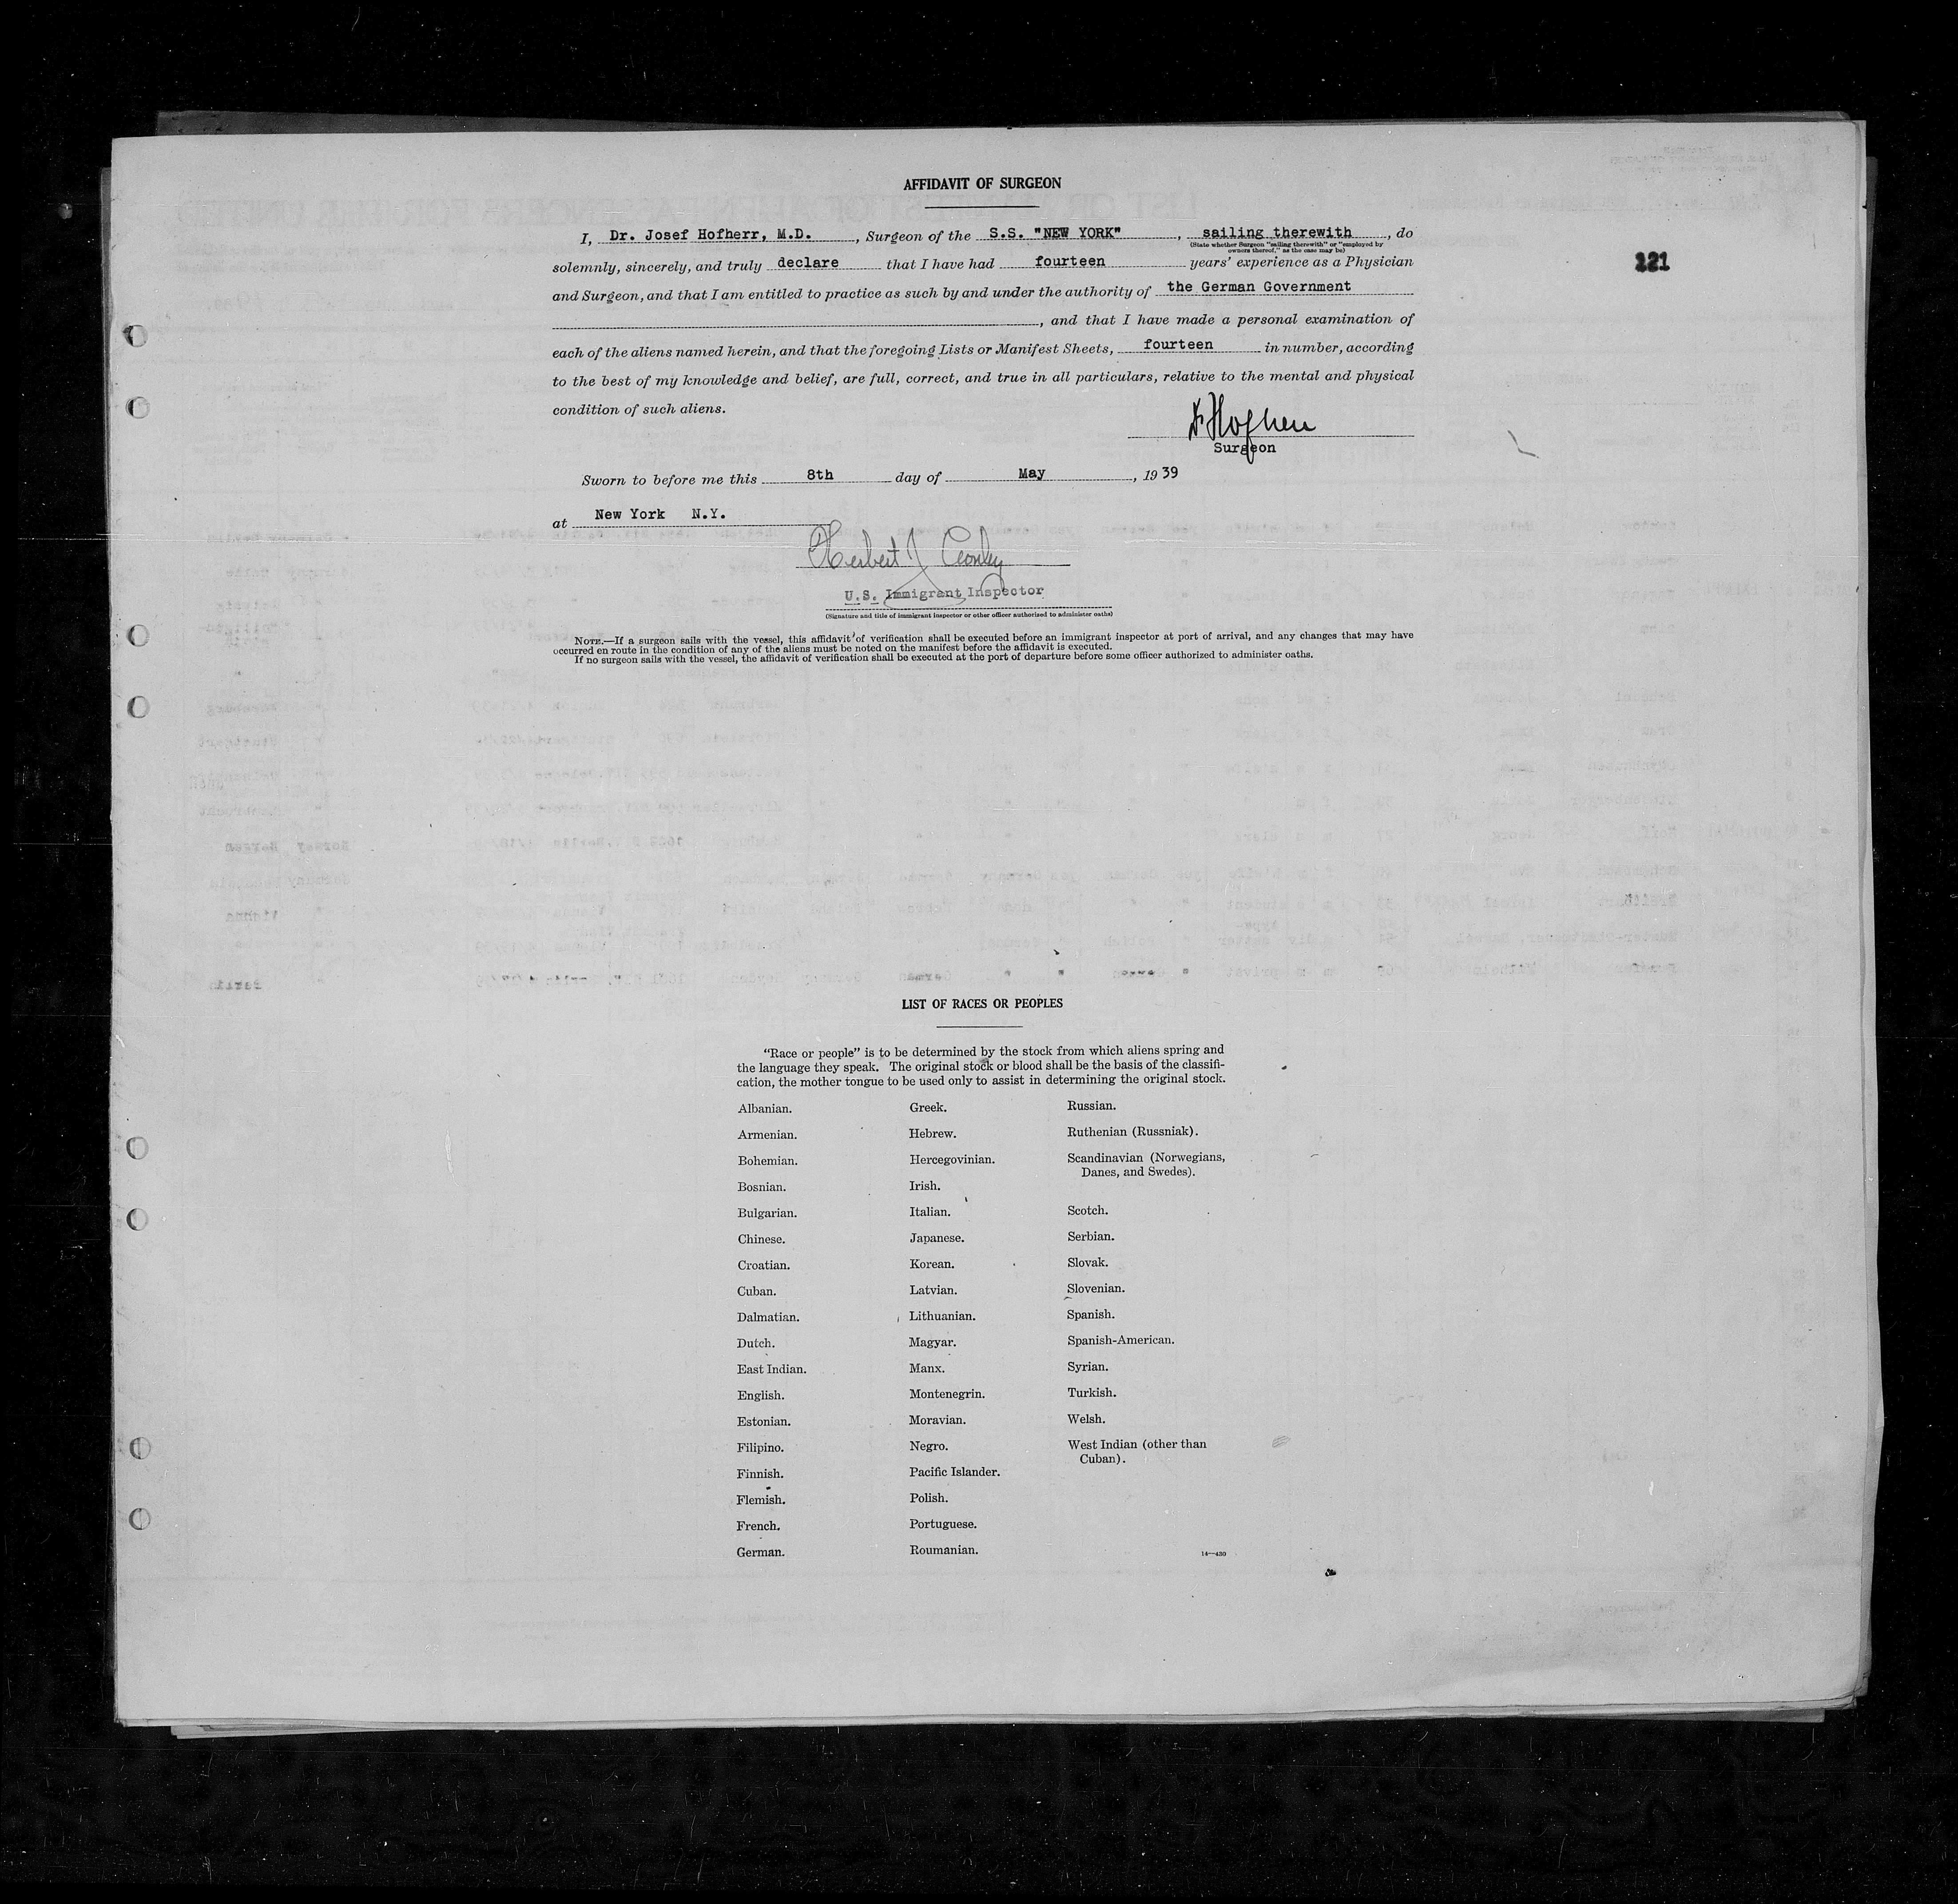 AFFIDAVIT OF SURGEON
I, Dr. Josef Hofherr, M.D. , Surgeon of the S.S. "NEW YORK" , sailing therewith , do
(State whether Surgeon "sailing therewith" or "employed by
owners thereof," as the case may be)
solemnly, sincerely, and truly declare that I have had fourteen years' experience as a Physician
121
and Surgeon, and that I am entitled to practice as such by and under the authority of the German Government
, and that I have made a personal examination of
each of the aliens named herein, and that the foregoing Lists or Manifest Sheets, fourteen in number, according
to the best of my knowledge and belief, are full, correct, and true in all particulars, relative to the mental and physical
condition of such aliens.
Dr Hofherr
Surgeon
Sworn to before me this 8th day of May , 1939
at New York N.Y.
Herbert J
U.S. Immigrant Inspector
(Signature and title of immigrant inspector or other officer authorized to administer oaths)
NOTE.—If a surgeon sails with the vessel, this affidavit of verification shall be executed before an immigrant inspector at port of arrival, and any changes that may have
occurred en route in the condition of any of the aliens must be noted on the manifest before the affidavit is executed.
If no surgeon sails with the vessel, the affidavit of verification shall be executed at the port of departure before some officer authorized to administer oaths.
LIST OF RACES OR PEOPLES
"Race or people" is to be determined by the stock from which aliens spring and
the language they speak. The original stock or blood shall be the basis of the classifi-
cation, the mother tongue to be used only to assist in determining the original stock.
Albanian.
Armenian.
Bohemian.
Bosnian.
Bulgarian.
Chinese.
Croatian.
Cuban.
Dalmatian.
Dutch.
East Indian.
English.
Estonian.
Filipino.
Finnish.
Flemish.
French.
German.
Greek.
Hebrew.
Hercegovinian.
Irish.
Italian.
Japanese.
Korean.
Latvian.
Lithuanian.
Magyar.
Manx.
Montenegrin.
Moravian.
Negro.
Pacific Islander.
Polish.
Portuguese.
Roumanian.
Russian.
Ruthenian (Russniak).
Scandinavian (Norwegians,
Danes, and Swedes).
Scotch.
Serbian.
Slovak.
Slovenian.
Spanish.
Spanish-American.
Syrian.
Turkish.
Welsh.
West Indian (other than
Cuban).
14—430